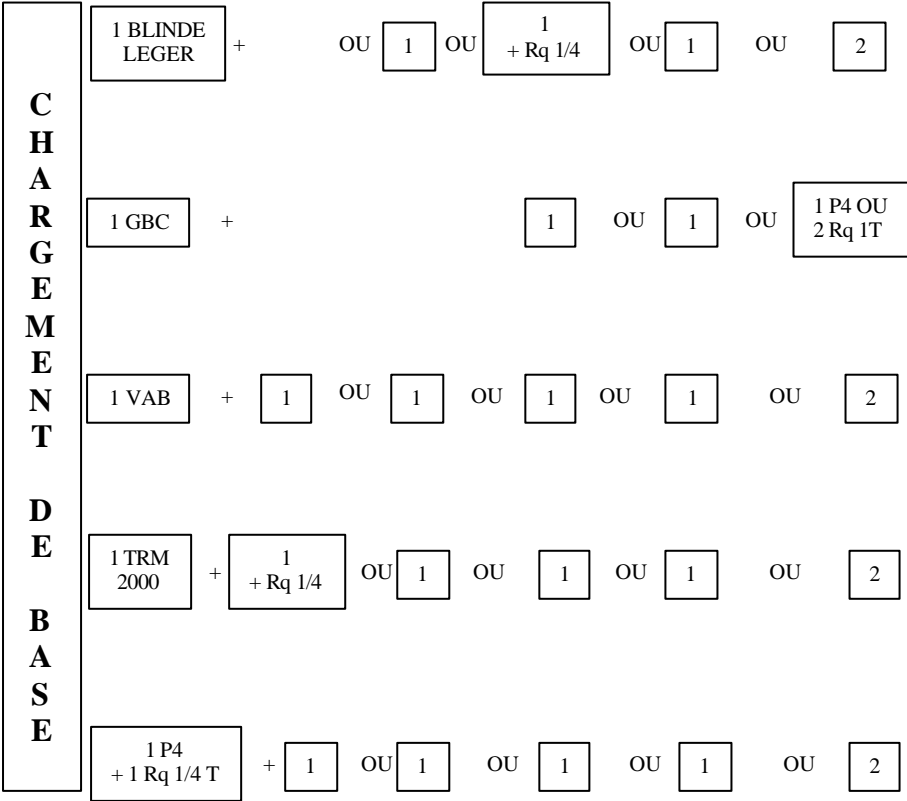 CHARGEMENT DE BASE
1 BLINDE
LEGER
+ OU 1 OU
1
+ Rq 1/4
OU 1 OU 2
1 GBC + 1 OU 1 OU
1 P4 OU
2 Rq 1T
1 VAB + 1 OU 1 OU 1 OU 1 OU 2
1 TRM
2000
+
1
+ Rq 1/4
OU 1 OU 1 OU 1 OU 2
1 P4
+ 1 Rq 1/4 T
+ 1 OU 1 OU 1 OU 1 OU 2